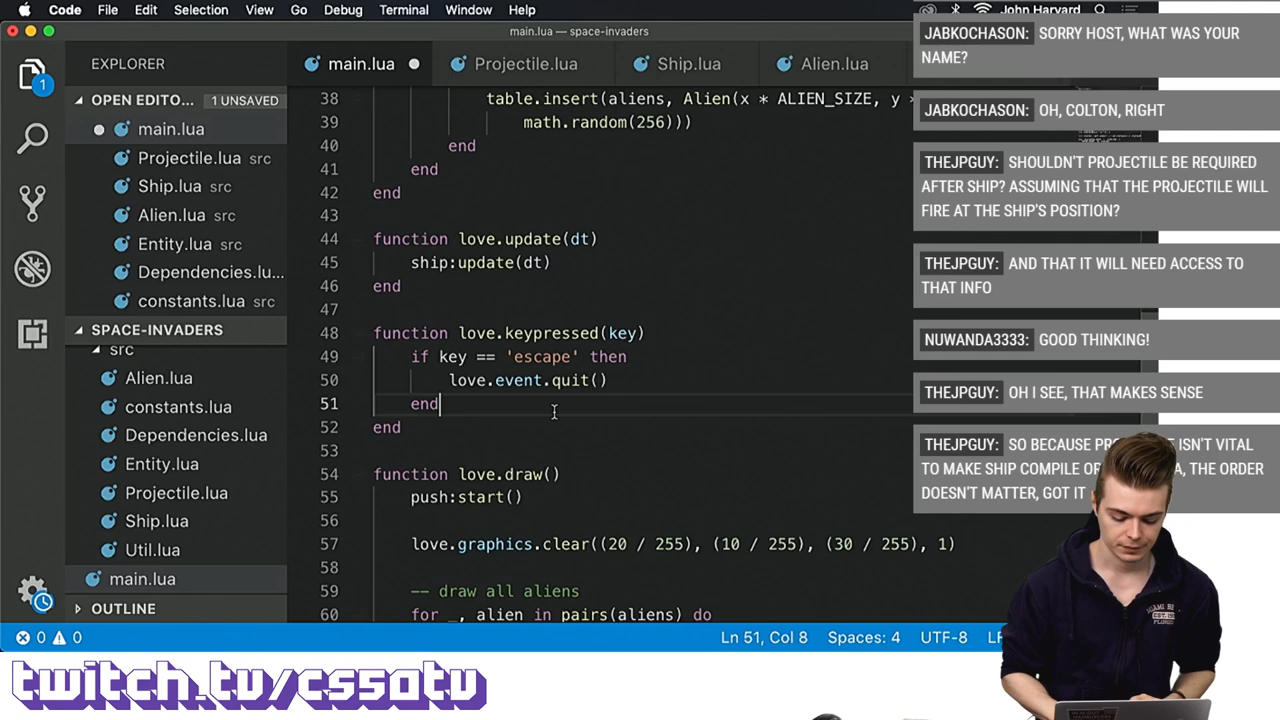 Code File Edit Selection View Go Debug Terminal Window Help John Harvard
main.lua — space-invaders
EXPLORER
OPEN EDITO... 1 UNSAVED
main.lua
Projectile.lua src
Ship.lua src
Alien.lua src
Entity.lua src
Dependencies.lu...
constants.lua src
SPACE-INVADERS
src
Alien.lua
constants.lua
Dependencies.lua
Entity.lua
Projectile.lua
Ship.lua
Util.lua
main.lua
OUTLINE
1
main.lua Projectile.lua Ship.lua Alien.lua
38 table.insert(aliens, Alien(x * ALIEN_SIZE, y *
39 math.random(256)))
40 end
41 end
42 end
43
44 function love.update(dt)
45 ship:update(dt)
46 end
47
48 function love.keypressed(key)
49 if key == 'escape' then
50 love.event.quit()
51 end
52 end
53
54 function love.draw()
55 push:start()
56
57 love.graphics.clear((20 / 255), (10 / 255), (30 / 255), 1)
58
59 -- draw all aliens
60 for _, alien in pairs(aliens) do
0 0 Ln 51, Col 8 Spaces: 4 UTF-8
JABKOCHASON: SORRY HOST, WHAT WAS YOUR
NAME?
JABKOCHASON: OH, COLTON, RIGHT
THEJPGUY: SHOULDN'T PROJECTILE BE REQUIRED
AFTER SHIP? ASSUMING THAT THE PROJECTILE WILL
FIRE AT THE SHIP'S POSITION?
THEJPGUY: AND THAT IT WILL NEED ACCESS TO
THAT INFO
NUWANDA3333: GOOD THINKING!
THEJPGUY: OH I SEE, THAT MAKES SENSE
THEJPGUY: SO BECAUSE ISN'T VITAL
TO MAKE SHIP COMPILE THE ORDER
DOESN'T MATTER, GOT IT
twitch.tv/cs50tv